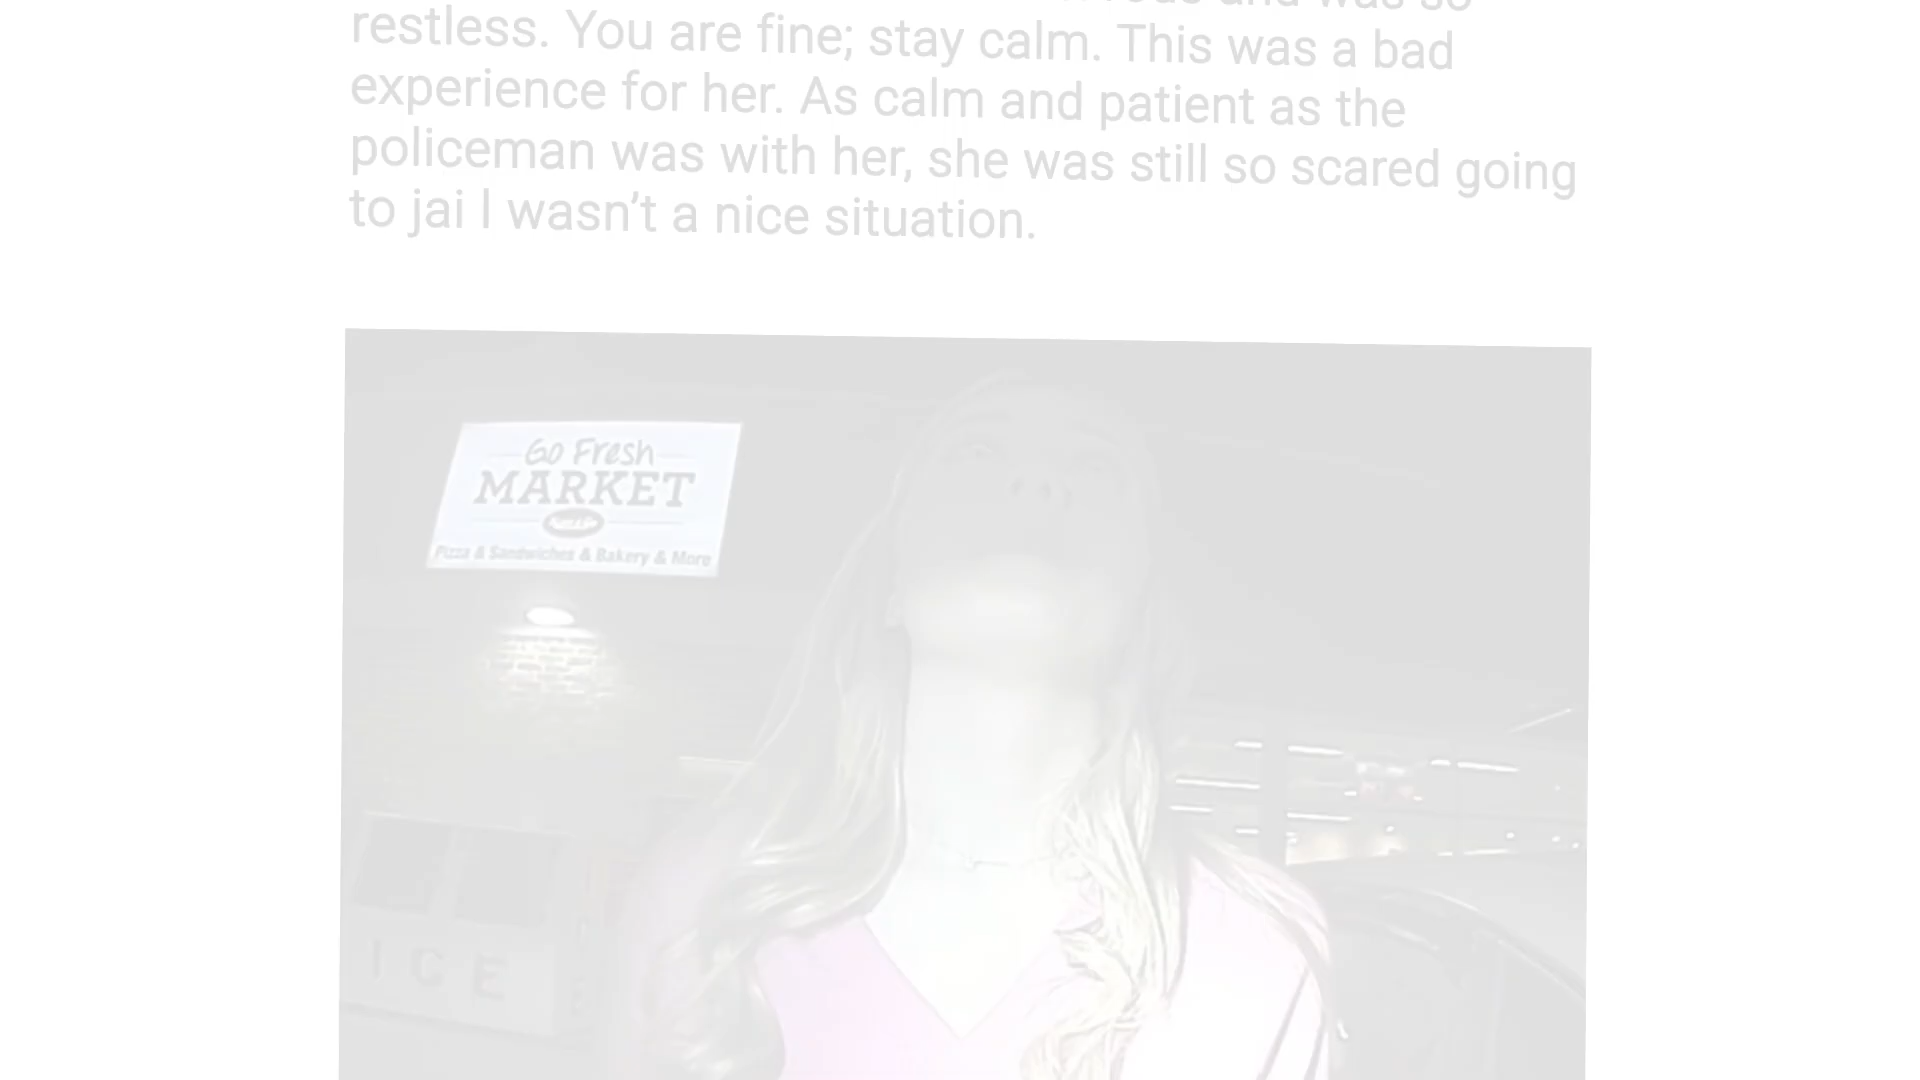 restless. You are fine; stay calm. This was a bad
experience for her. As calm and patient as the
policeman was with her, she was still so scared going
to jai l wasn’t a nice situation.
Go Fresh
MARKET
Pizza & Sandwiches & Bakery & More
ICE